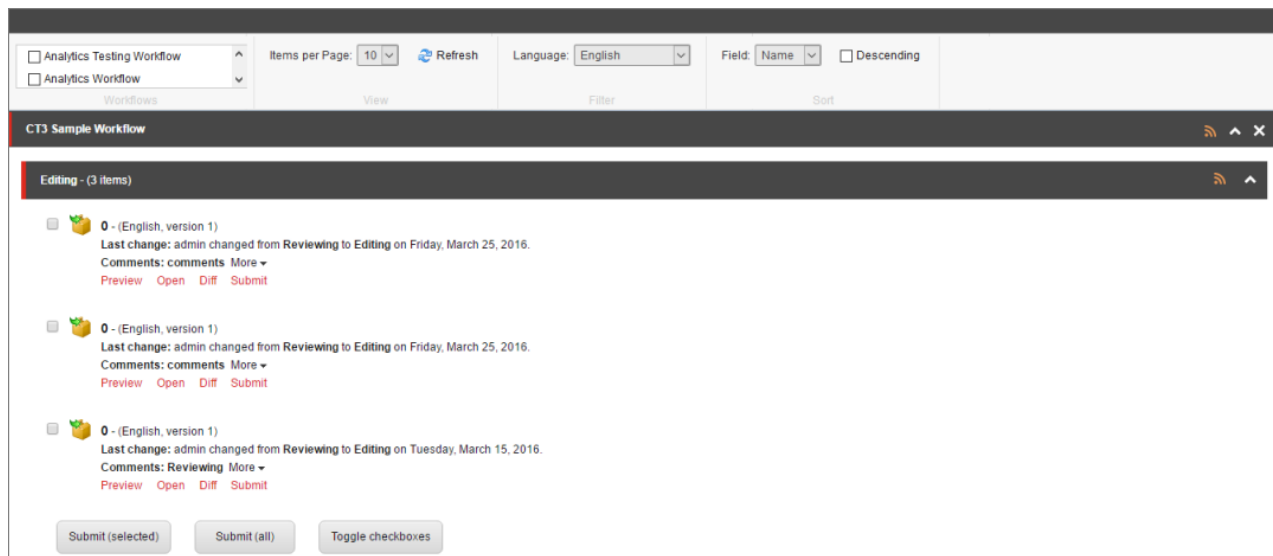 Analytics Testing Workflow
Analytics Workflow
Workflows
Items per Page: 10 Refresh
View
Language: English
Filter
Field: Name Descending
Sort
CT3 Sample Workflow
Editing - (3 items)
0 - (English, version 1)
Last change: admin changed from Reviewing to Editing on Friday, March 25, 2016.
Comments: comments More
Preview Open Diff Submit
0 - (English, version 1)
Last change: admin changed from Reviewing to Editing on Friday, March 25, 2016.
Comments: comments More
Preview Open Diff Submit
0 - (English, version 1)
Last change: admin changed from Reviewing to Editing on Tuesday, March 15, 2016.
Comments: Reviewing More
Preview Open Diff Submit
Submit (selected) Submit (all) Toggle checkboxes